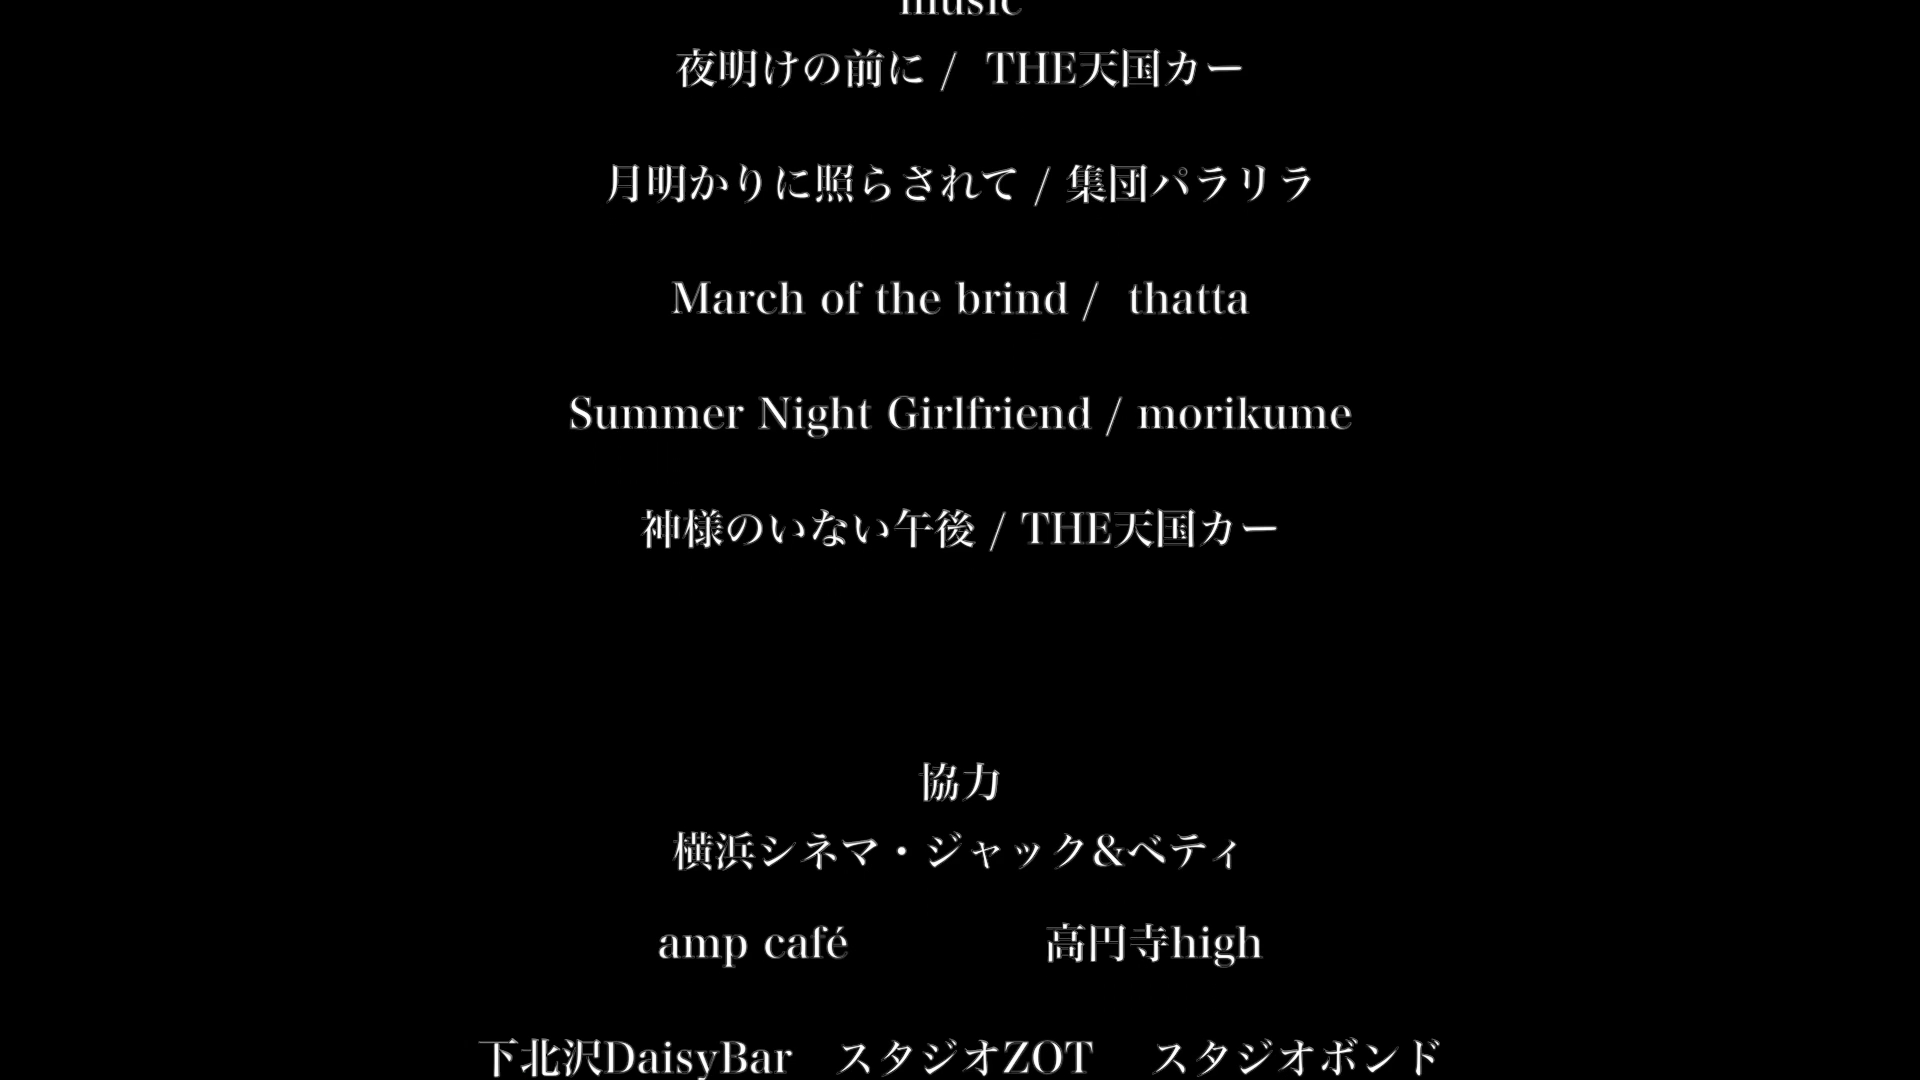 music
夜明けの前に / THE天国カー
月明かりに照らされて / 集団パラリラ
March of the brind / thatta
Summer Night Girlfriend / morikume
神様のいない午後 / THE天国カー
協力
横浜シネマ・ジャック&ベティ
amp café 高円寺high
下北沢DaisyBar スタジオZOT スタジオボンド